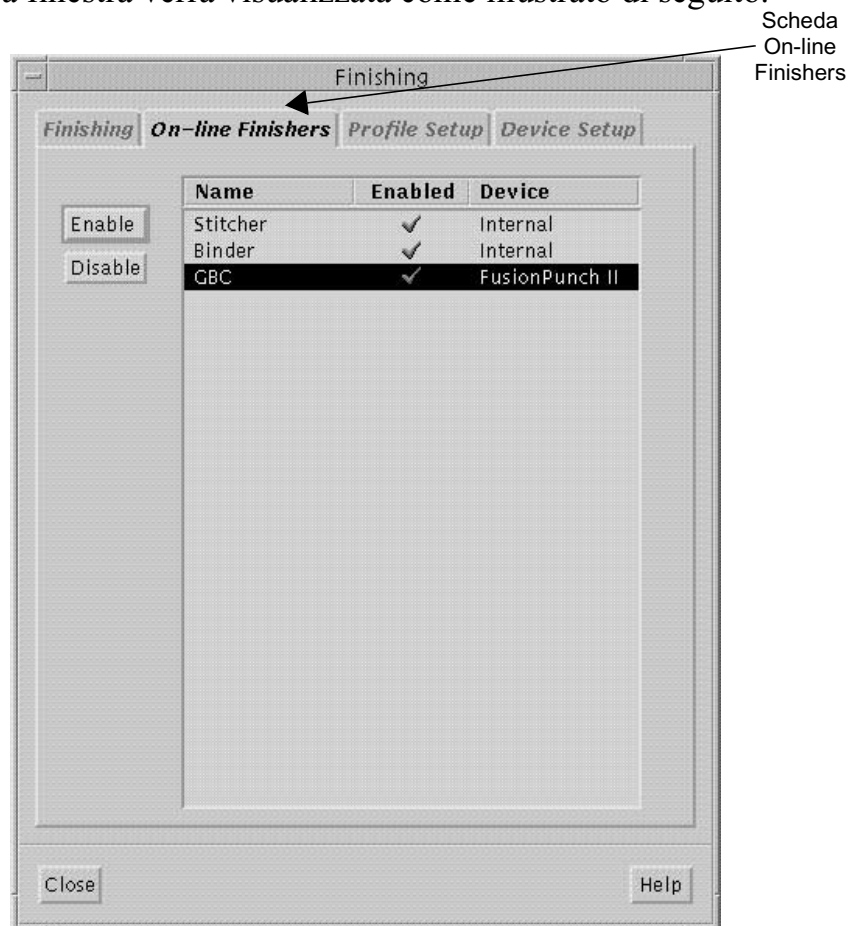 a finestra verrà visualizzata come illustrato di seguito.
Scheda
On-line
Finishers
Finishing
Finishing On-line Finishers Profile Setup Device Setup
Name Enabled Device
Enable
Disable
Stitcher ✓ Internal
Binder ✓ Internal
GBC ✓ FusionPunch II
Close Help